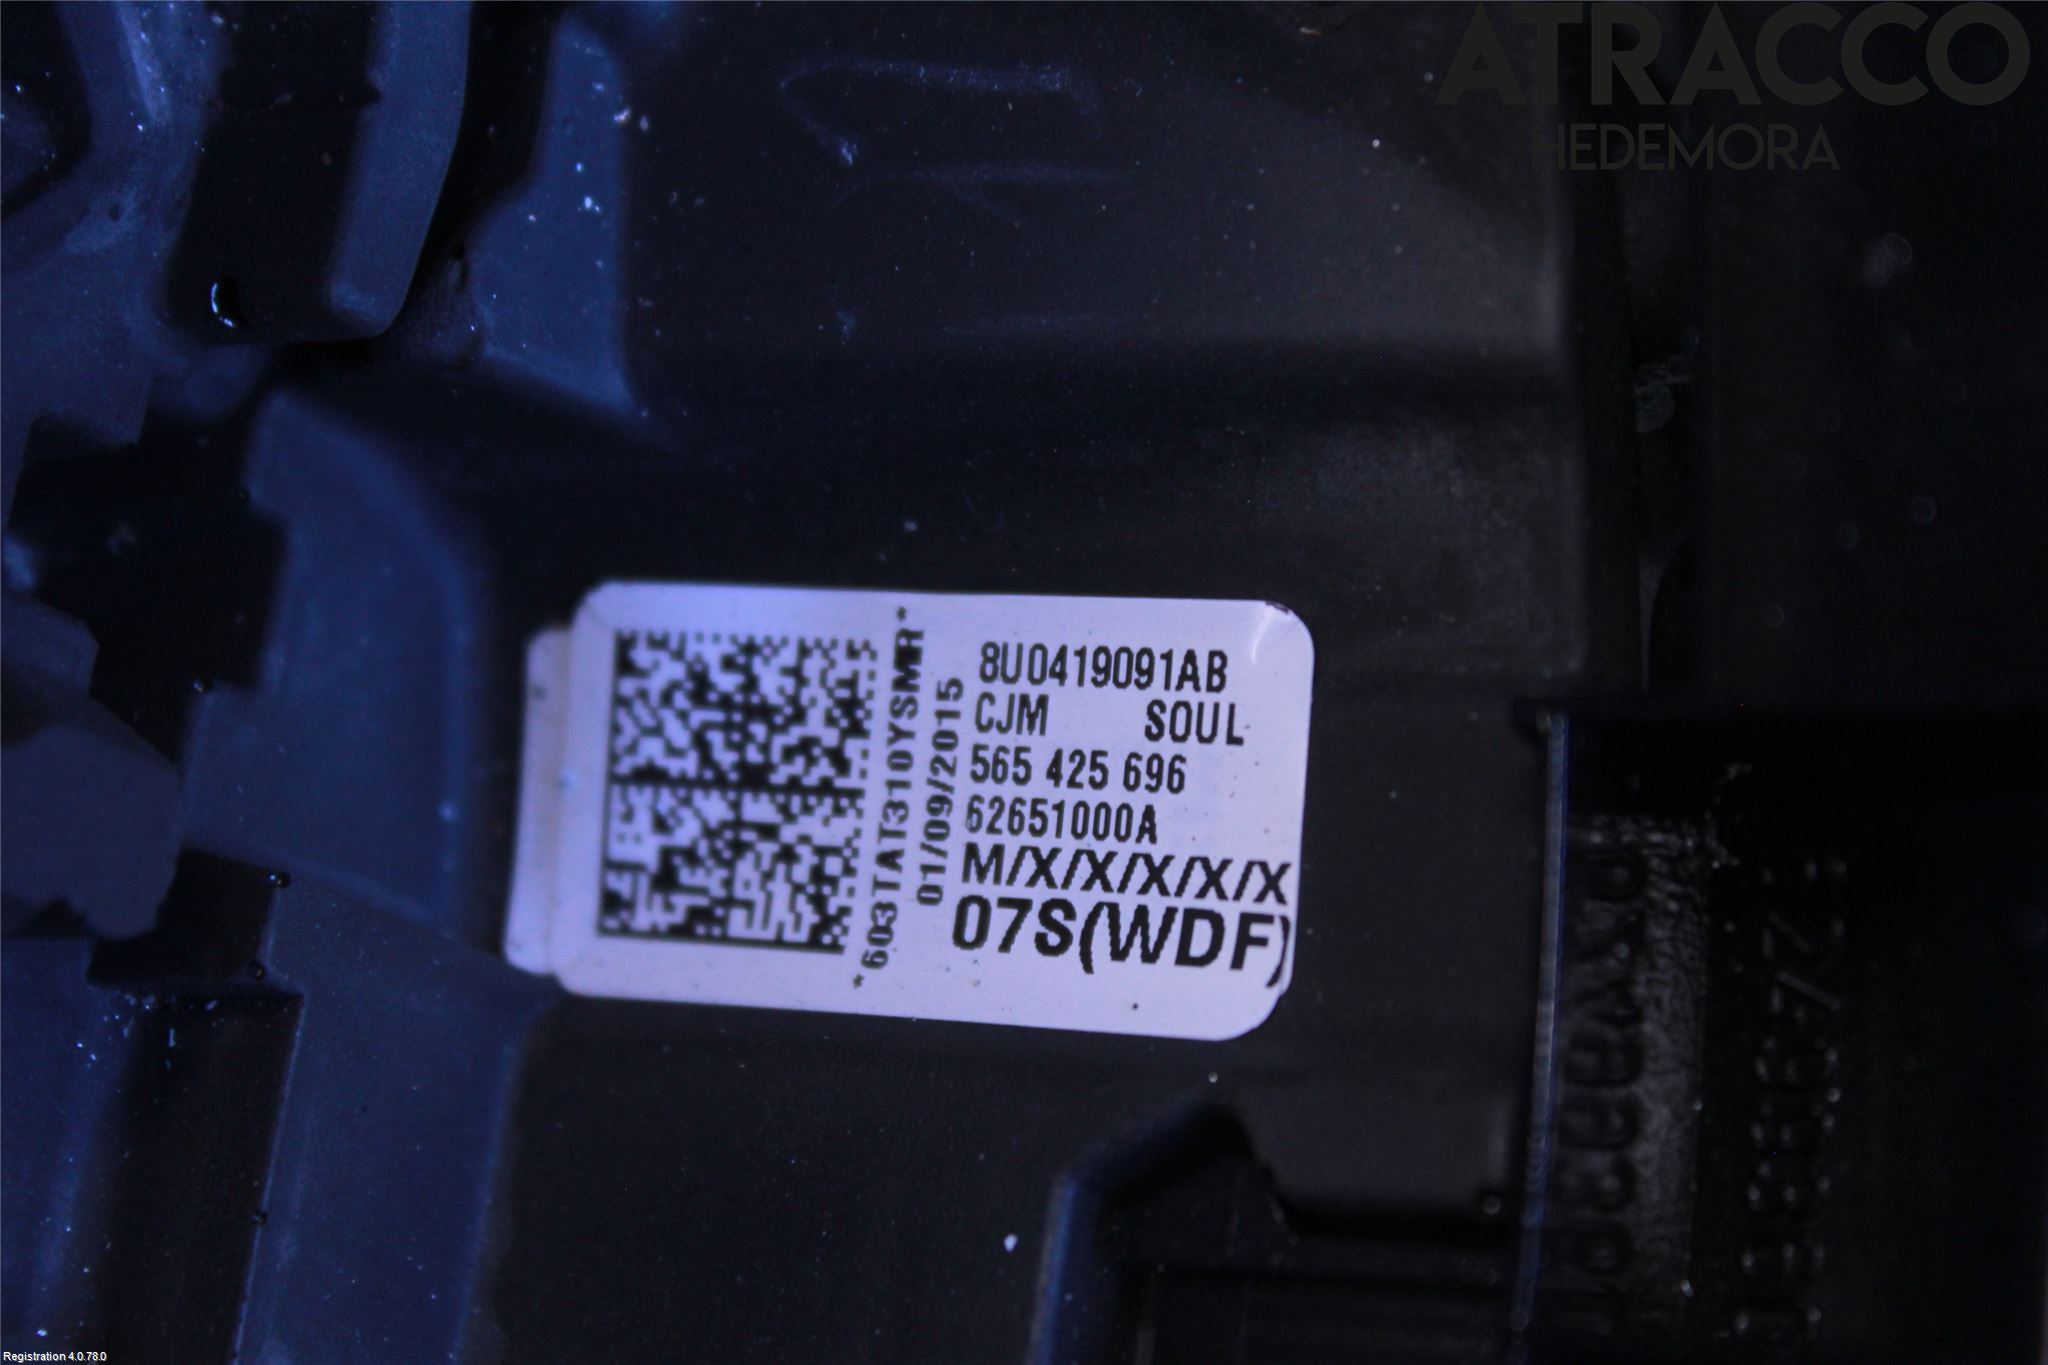 ATRACCO
HEDEMORA
8U0419091AB
CJM SOUL
565 425 696
62651000A
M/X/X/X/X/X
07S(WDF)
*603TAT310YSMR*
01/09/2015
Registration 4.0.78.0